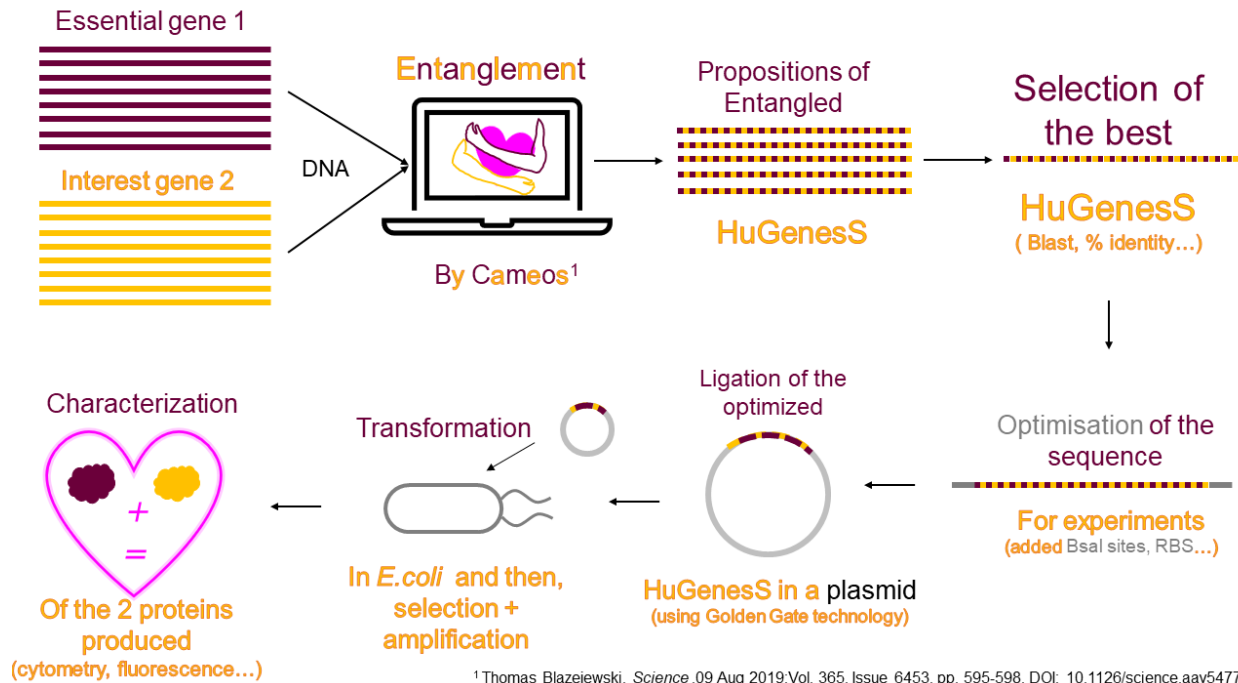 Essential gene 1
Interest gene 2
DNA
Entanglement
By Cameos1
Propositions of
Entangled
HuGenesS
Selection of
the best
HuGenesS
( Blast, % identity…)
Optimisation of the
sequence
For experiments
(added BsaI sites, RBS…)
Ligation of the
optimized
HuGenesS in a plasmid
(using Golden Gate technology)
Transformation
In E.coli and then,
selection +
amplification
Characterization
+
=
Of the 2 proteins
produced
(cytometry, fluorescence…)
1 Thomas Blazejewski, Science ,09 Aug 2019:Vol. 365, Issue 6453, pp. 595-598, DOI: 10.1126/science.aav5477